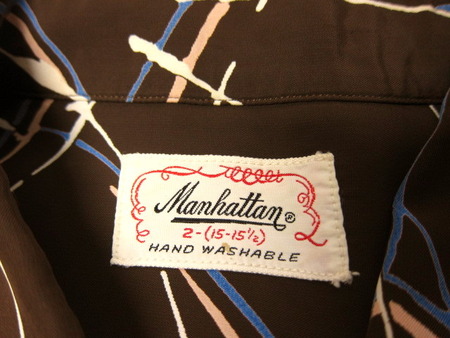 Manhattan®
2-(15-15½)
HAND WASHABLE